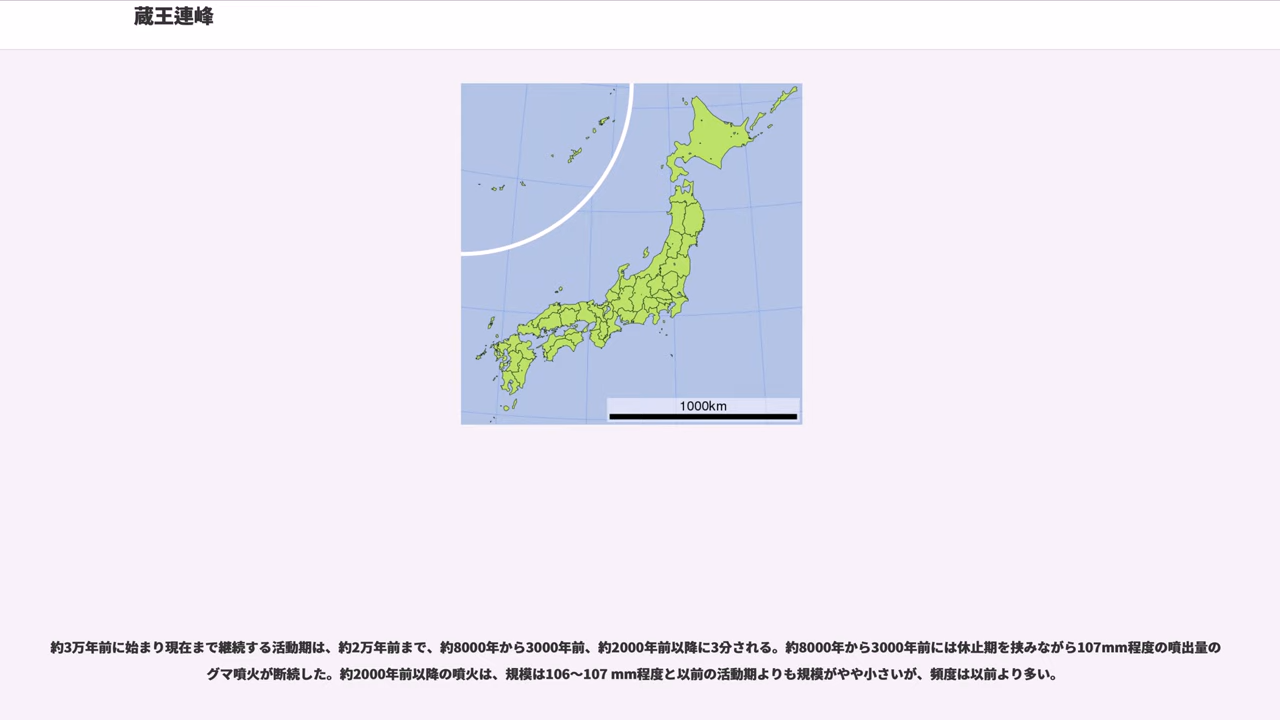 蔵王連峰
1000km
約3万年前に始まり現在まで継続する活動期は、約2万年前まで、約8000年から3000年前、約2000年前以降に3分される。約8000年から3000年前には休止期を挟みながら107mm程度の噴出量の
グマ噴火が断続した。約2000年前以降の噴火は、規模は106〜107 mm程度と以前の活動期よりも規模がやや小さいが、頻度は以前より多い。